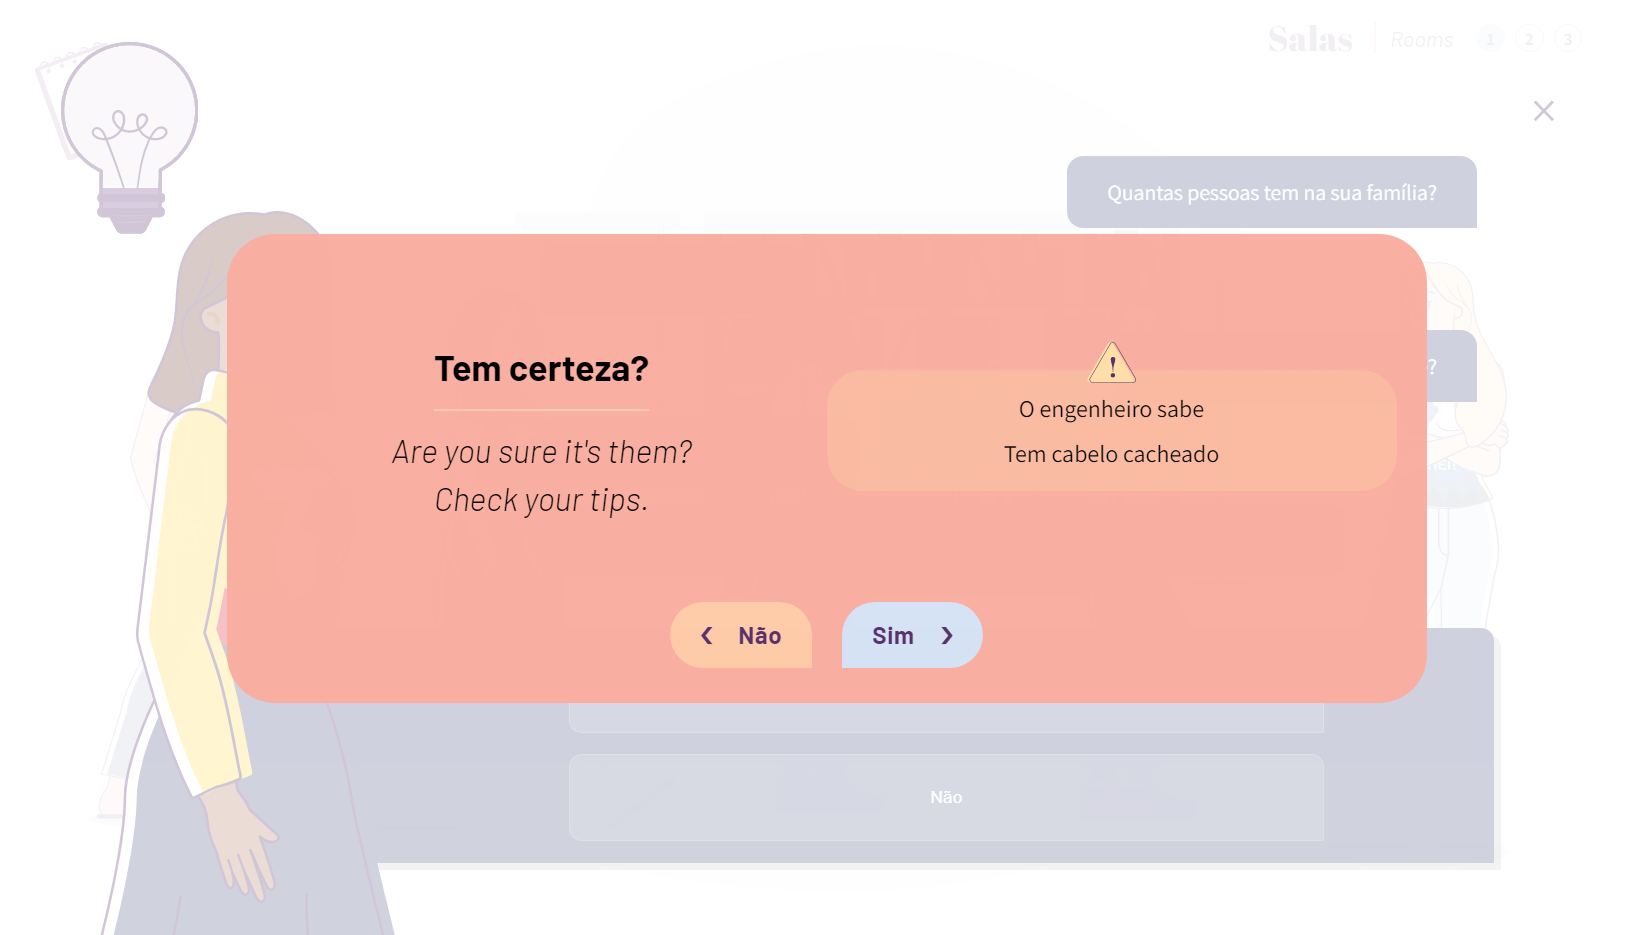 Salas
Rooms
1 2 3
Quantas pessoas tem na sua família?
?
Tem certeza?
Are you sure it's them?
Check your tips.
!
O engenheiro sabe
Tem cabelo cacheado
Não
Sim
Não